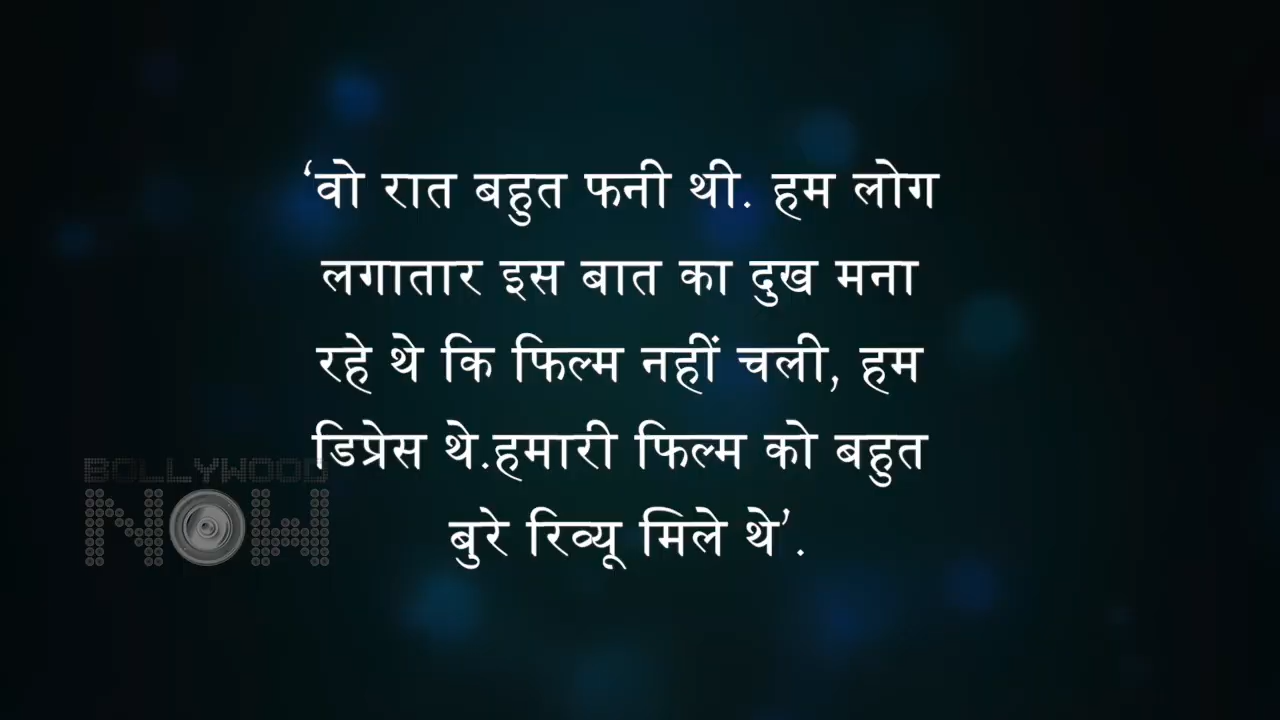 ‘वो रात बहुत फनी थी. हम लोग
लगातार इस बात का दुख मना
रहे थे कि फिल्म नहीं चली, हम
डिप्रेस थे.हमारी फिल्म को बहुत
बुरे रिव्यू मिले थे’.
BOLLYWOOD
NOW